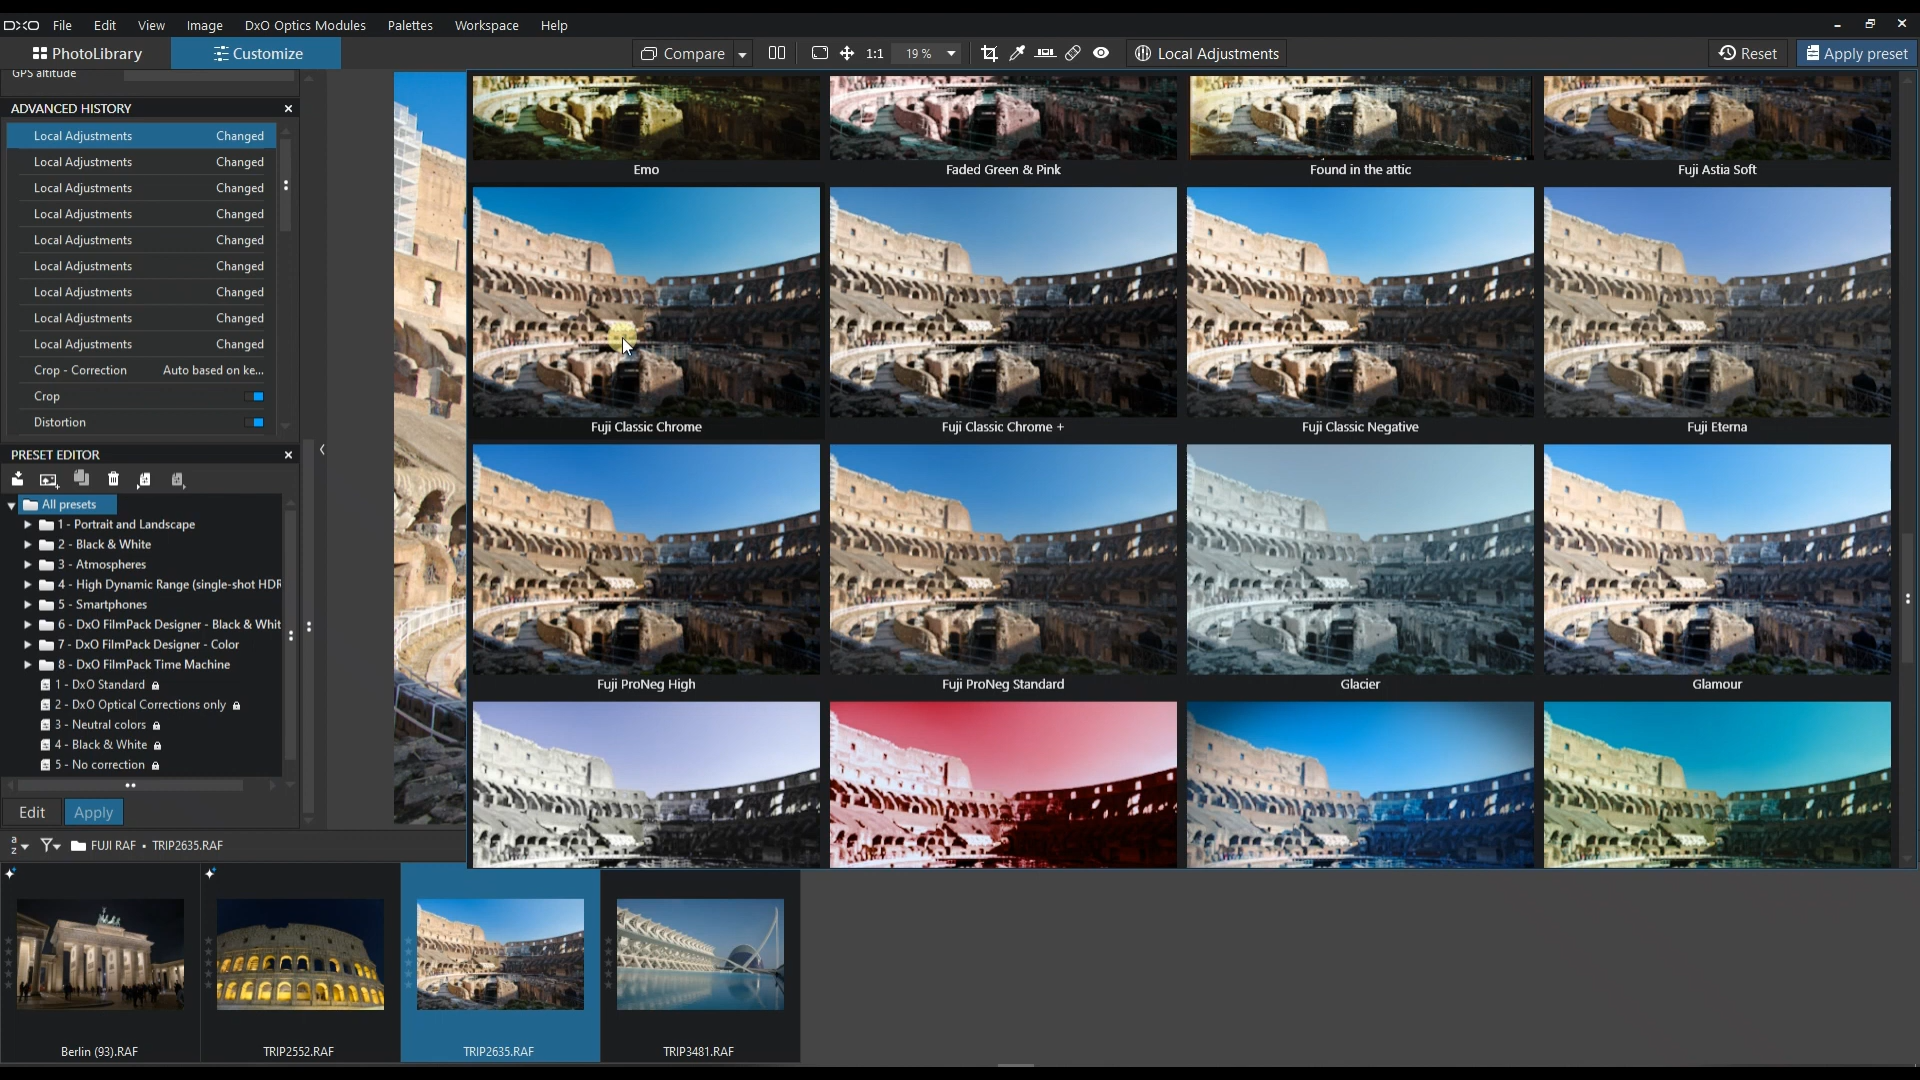 DXO File Edit View Image DxO Optics Modules Palettes Workspace Help
PhotoLibrary Customize Compare 1:1 19 % Local Adjustments Reset Apply preset
GPS altitude
ADVANCED HISTORY
Local Adjustments Changed
Local Adjustments Changed
Local Adjustments Changed
Local Adjustments Changed
Local Adjustments Changed
Local Adjustments Changed
Local Adjustments Changed
Local Adjustments Changed
Local Adjustments Changed
Crop - Correction Auto based on ke...
Crop
Distortion
PRESET EDITOR
All presets
1 - Portrait and Landscape
2 - Black & White
3 - Atmospheres
4 - High Dynamic Range (single-shot HDR
5 - Smartphones
6 - DxO FilmPack Designer - Black & Whit
7 - DxO FilmPack Designer - Color
8 - DxO FilmPack Time Machine
1 - DxO Standard
2 - DxO Optical Corrections only
3 - Neutral colors
4 - Black & White
5 - No correction
Edit Apply
Emo Faded Green & Pink Found in the attic Fuji Astia Soft
Fuji Classic Chrome Fuji Classic Chrome + Fuji Classic Negative Fuji Eterna
Fuji ProNeg High Fuji ProNeg Standard Glacier Glamour
a
z
FUJI RAF • TRIP2635.RAF
Berlin (93).RAF TRIP2552.RAF TRIP2635.RAF TRIP3481.RAF